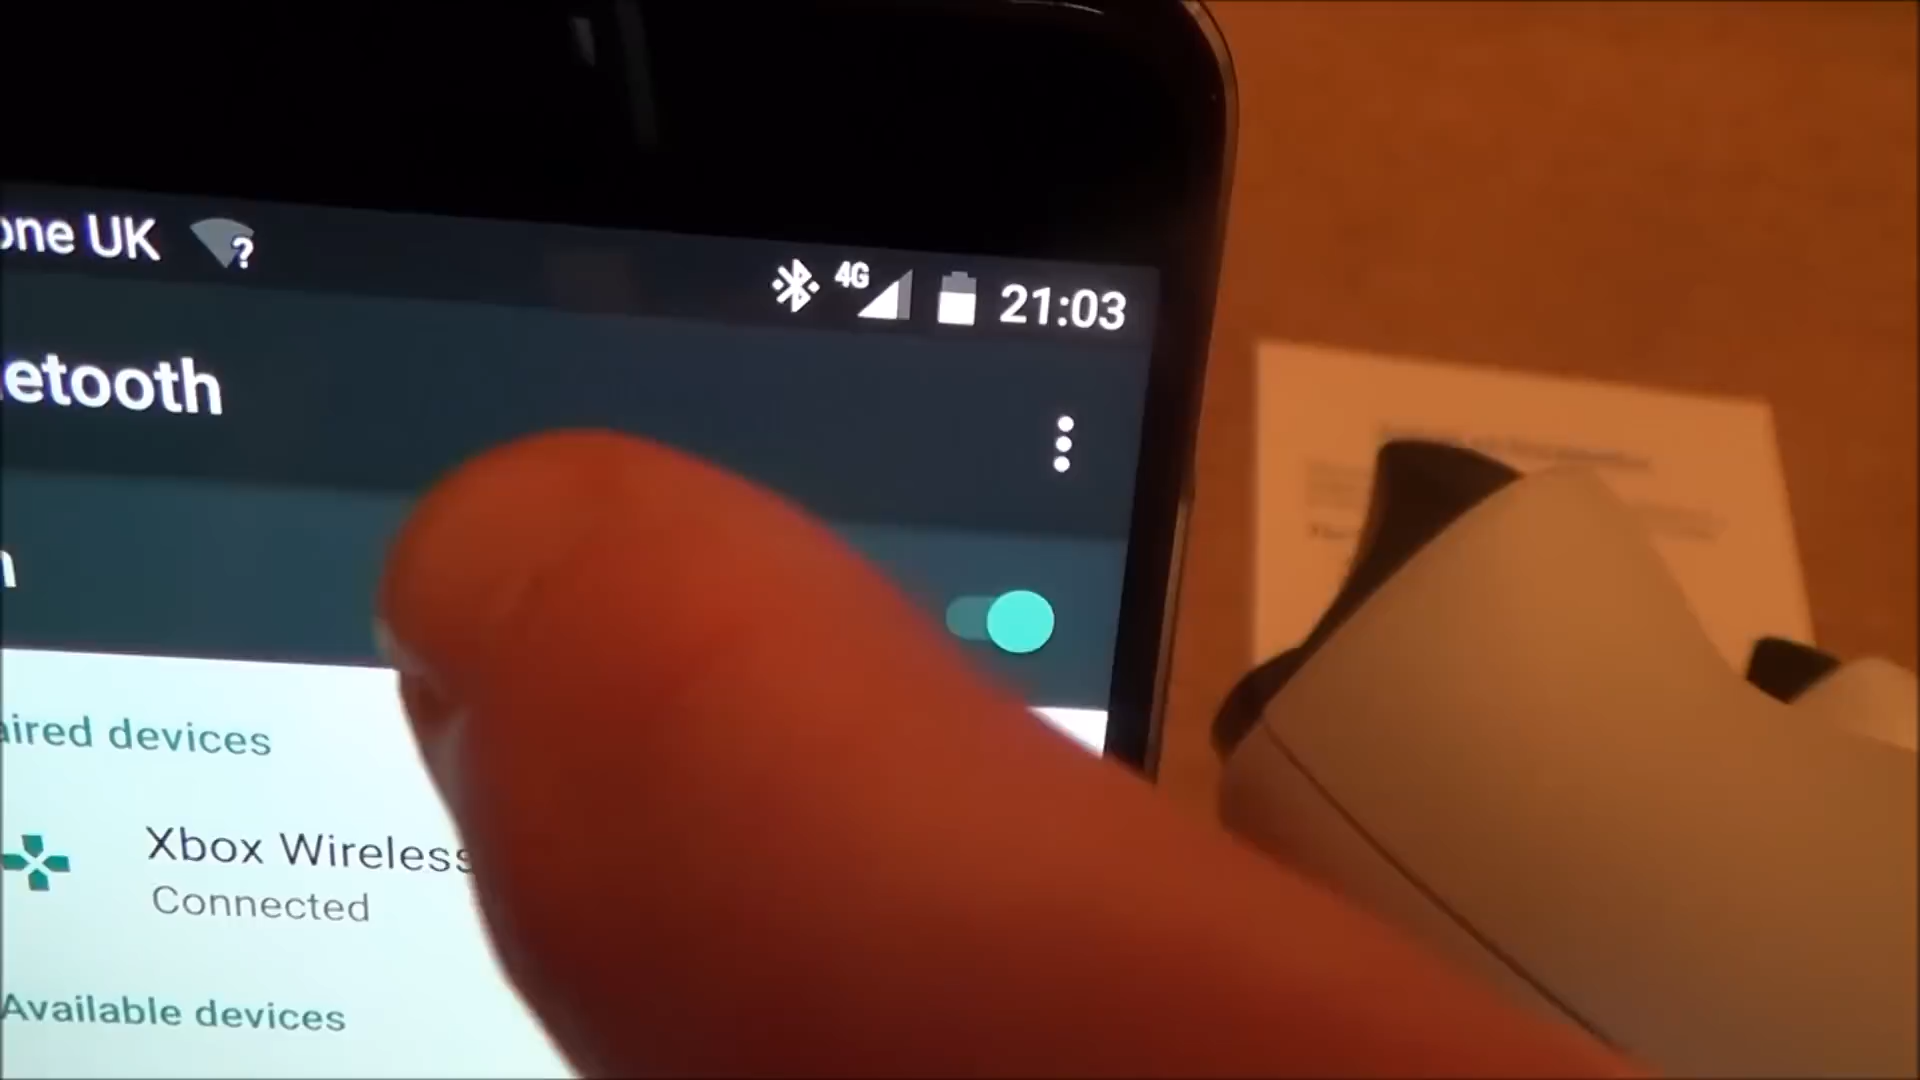 one UK ? 4G 21:03
etooth
n
aired devices
Xbox Wireless
Connected
Available devices